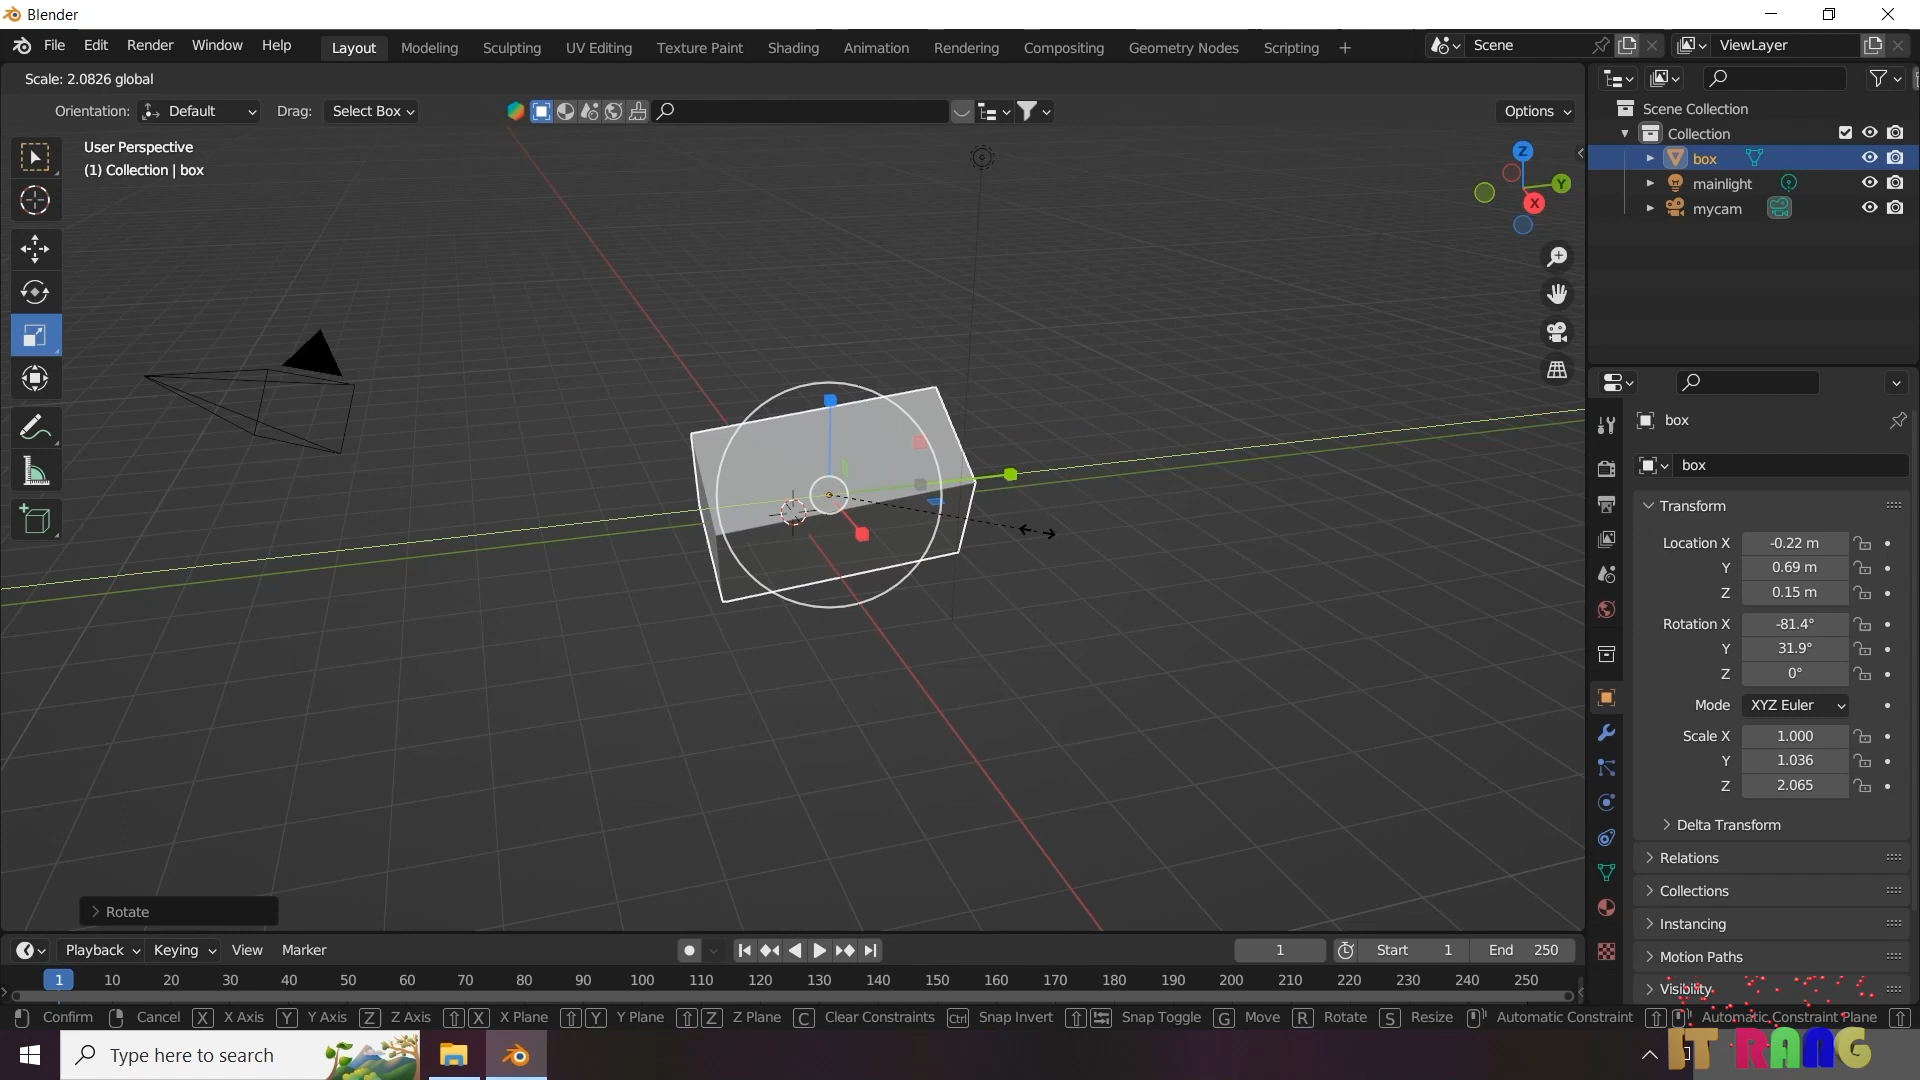 Blender
File Edit Render Window Help Layout Modeling Sculpting UV Editing Texture Paint Shading Animation Rendering Compositing Geometry Nodes Scripting + Scene ViewLayer
Scale: 2.0826 global
Orientation: Default Drag: Select Box Options
User Perspective
(1) Collection | box
Z
Y
X
Scene Collection
Collection
box
mainlight
mycam
box
box
Transform
Location X -0.22 m
Y 0.69 m
Z 0.15 m
Rotation X -81.4°
Y 31.9°
Z 0°
Mode XYZ Euler
Scale X 1.000
Y 1.036
Z 2.065
Delta Transform
Relations
Collections
Instancing
Motion Paths
Visibility
Rotate
Playback Keying View Marker 1 Start 1 End 250
1 10 20 30 40 50 60 70 80 90 100 110 120 130 140 150 160 170 180 190 200 210 220 230 240 250
Confirm Cancel X X Axis Y Y Axis Z Z Axis X X Plane Y Y Plane Z Z Plane C Clear Constraints Ctrl Snap Invert Snap Toggle G Move R Rotate S Resize Automatic Constraint Automatic Constraint Plane
Type here to search
IT RANG